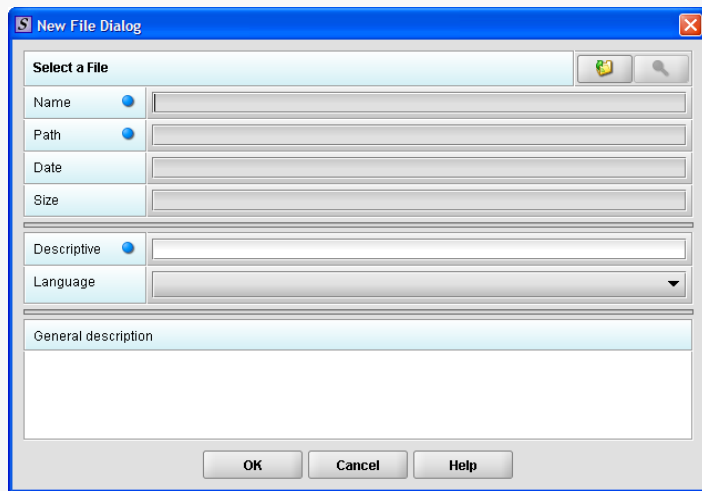 S New File Dialog
Select a File
Name
Path
Date
Size
Descriptive
Language
General description
OK Cancel Help